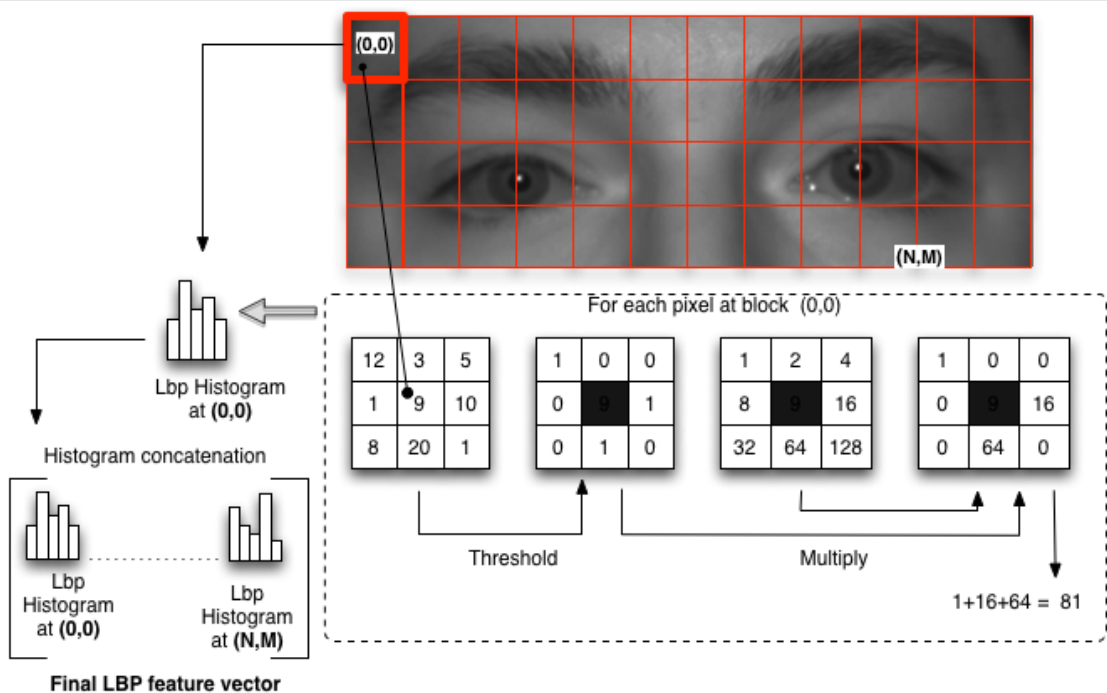 (0,0)
(N,M)
For each pixel at block (0,0)
12 3 5
1 9 10
8 20 1
1 0 0
0 9 1
0 1 0
1 2 4
8 9 16
32 64 128
1 0 0
0 9 16
0 64 0
Threshold
Multiply
1+16+64 = 81
Lbp Histogram
at (0,0)
Histogram concatenation
Lbp
Histogram
at (0,0)
Lbp
Histogram
at (N,M)
Final LBP feature vector